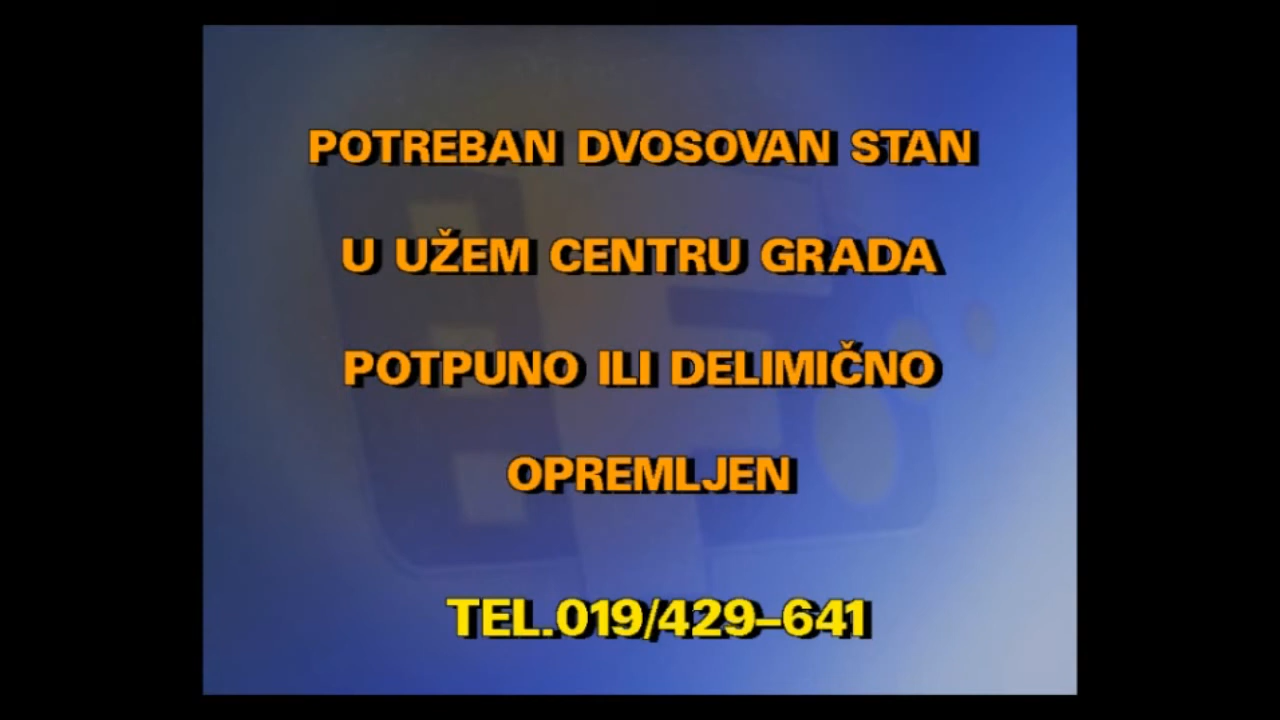 POTREBAN DVOSOVAN STAN
U UŽEM CENTRU GRADA
POTPUNO ILI DELIMIČNO
OPREMLJEN
TEL.019/429-641